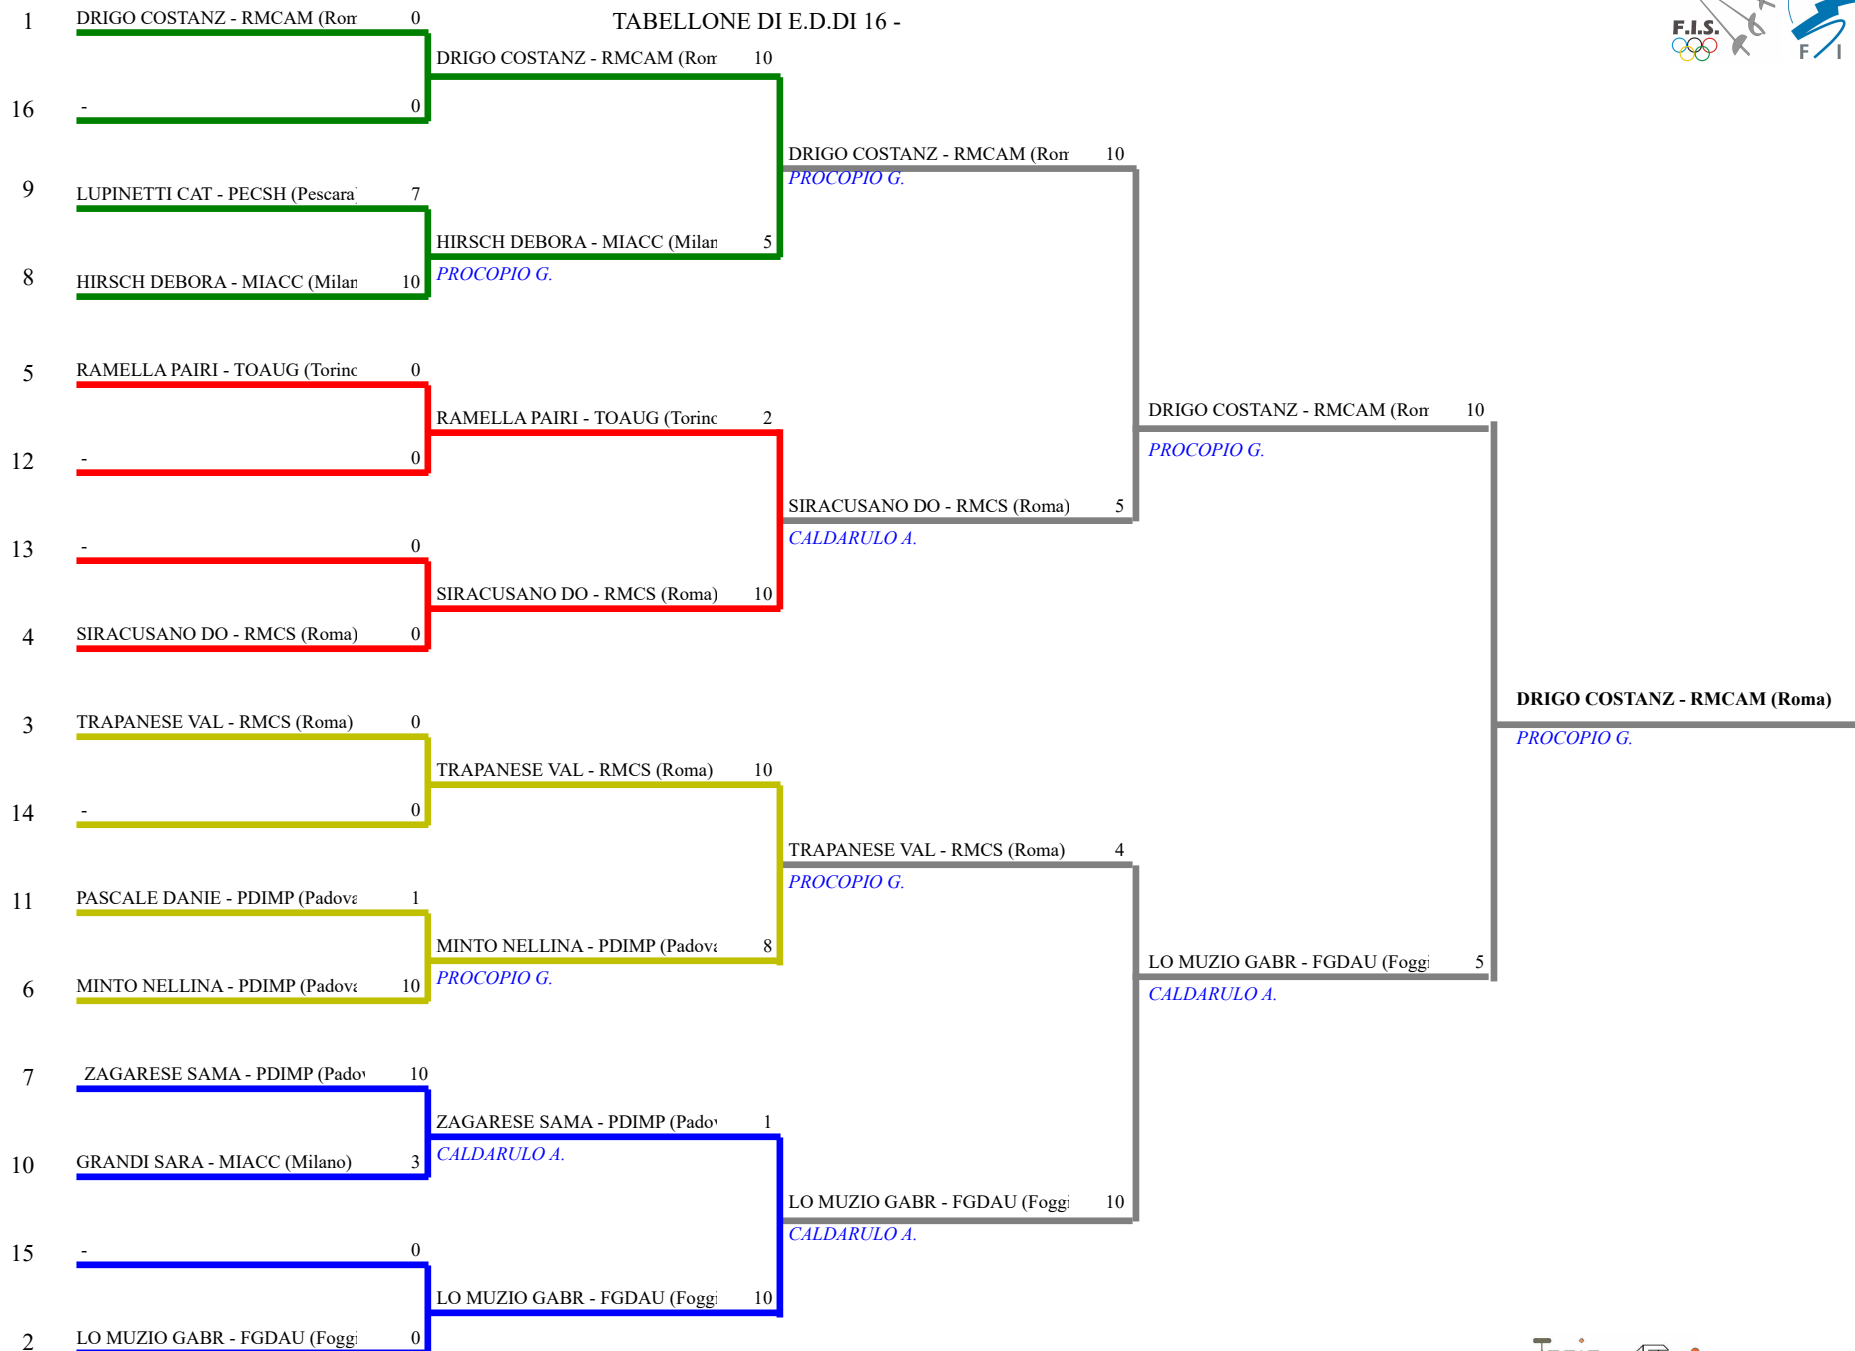 TABELLONE DI E.D.DI 16 -
F.I.S.
F I
1 DRIGO COSTANZ - RMCAM (Rom 0
DRIGO COSTANZ - RMCAM (Rom 10
16 - 0
DRIGO COSTANZ - RMCAM (Rom 10
PROCOPIO G.
9 LUPINETTI CAT - PECSH (Pescara 7
HIRSCH DEBORA - MIACC (Milan 5
PROCOPIO G.
8 HIRSCH DEBORA - MIACC (Milan 10
5 RAMELLA PAIRI - TOAUG (Torino 0
RAMELLA PAIRI - TOAUG (Torino 2
DRIGO COSTANZ - RMCAM (Rom 10
PROCOPIO G.
12 - 0
SIRACUSANO DO - RMCS (Roma) 5
CALDARULO A.
13 - 0
SIRACUSANO DO - RMCS (Roma) 10
4 SIRACUSANO DO - RMCS (Roma) 0
DRIGO COSTANZ - RMCAM (Roma)
PROCOPIO G.
3 TRAPANESE VAL - RMCS (Roma) 0
TRAPANESE VAL - RMCS (Roma) 10
14 - 0
TRAPANESE VAL - RMCS (Roma) 4
PROCOPIO G.
11 PASCALE DANIE - PDIMP (Padova 1
MINTO NELLINA - PDIMP (Padova 8
PROCOPIO G.
LO MUZIO GABR - FGDAU (Foggi 5
CALDARULO A.
6 MINTO NELLINA - PDIMP (Padova 10
7 ZAGARESE SAMA - PDIMP (Padov 10
ZAGARESE SAMA - PDIMP (Padov 1
CALDARULO A.
10 GRANDI SARA - MIACC (Milano) 3
LO MUZIO GABR - FGDAU (Foggi 10
CALDARULO A.
15 - 0
LO MUZIO GABR - FGDAU (Foggi 10
2 LO MUZIO GABR - FGDAU (Foggi 0